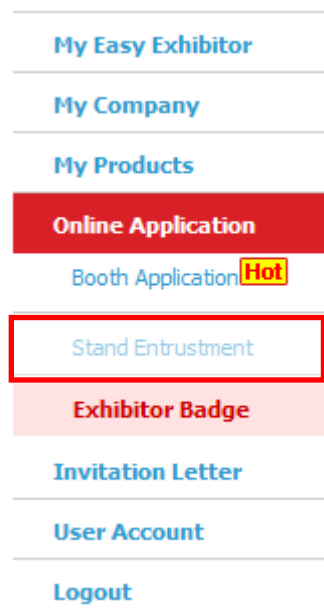 My Easy Exhibitor
My Company
My Products
Online Application
Booth Application Hot
Stand Entrustment
Exhibitor Badge
Invitation Letter
User Account
Logout